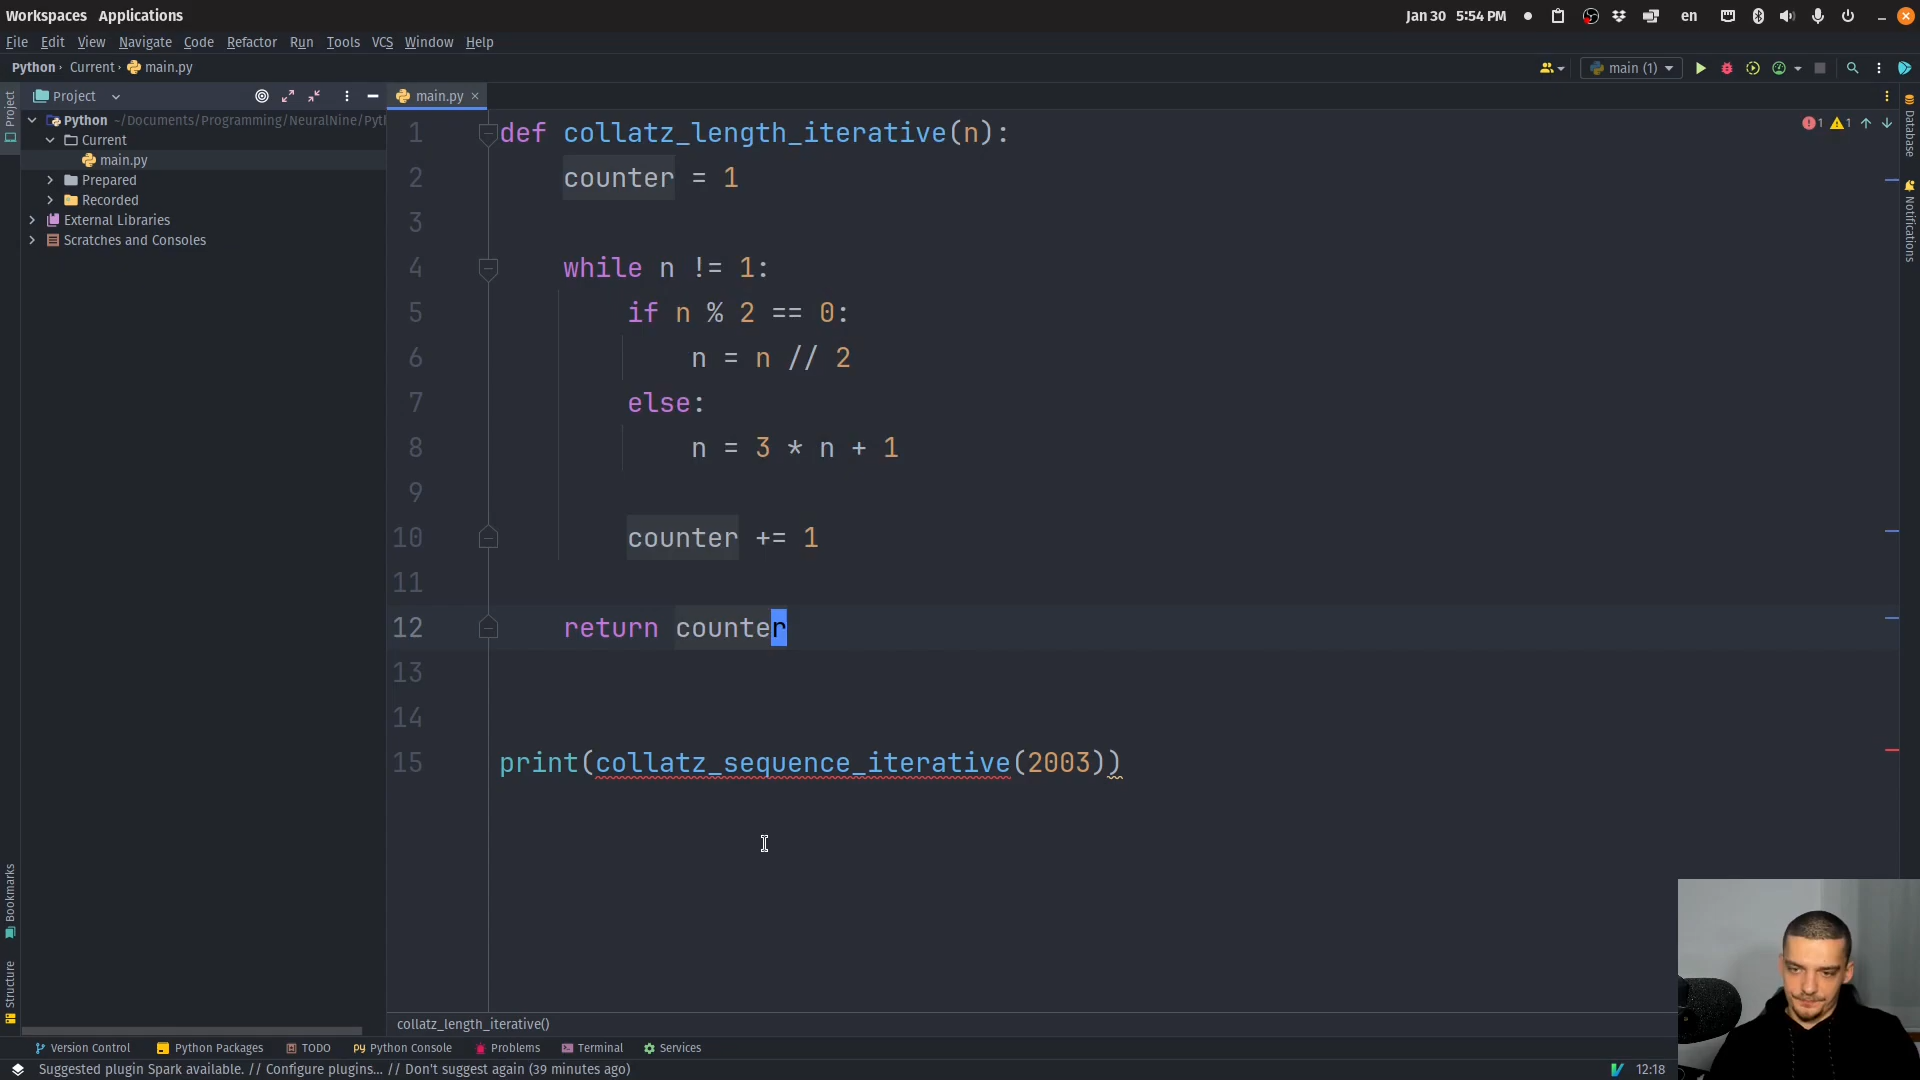 Workspaces Applications Jan 30 5:54 PM en
File Edit View Navigate Code Refactor Run Tools VCS Window Help
Python Current main.py main (1)
Project main.py
Project
Python ~/Documents/Programming/NeuralNine/Pyt
Current
main.py
Prepared
Recorded
External Libraries
Scratches and Consoles
1 def collatz_length_iterative(n):
2 counter = 1
3
4 while n != 1:
5 if n % 2 == 0:
6 n = n // 2
7 else:
8 n = 3 * n + 1
9
10 counter += 1
11
12 return counter
13
14
15 print(collatz_sequence_iterative(2003))
1 1
Database
Notifications
Bookmarks
Structure
collatz_length_iterative()
Version Control Python Packages TODO Python Console Problems Terminal Services
Suggested plugin Spark available. // Configure plugins... // Don't suggest again (39 minutes ago) 12:18